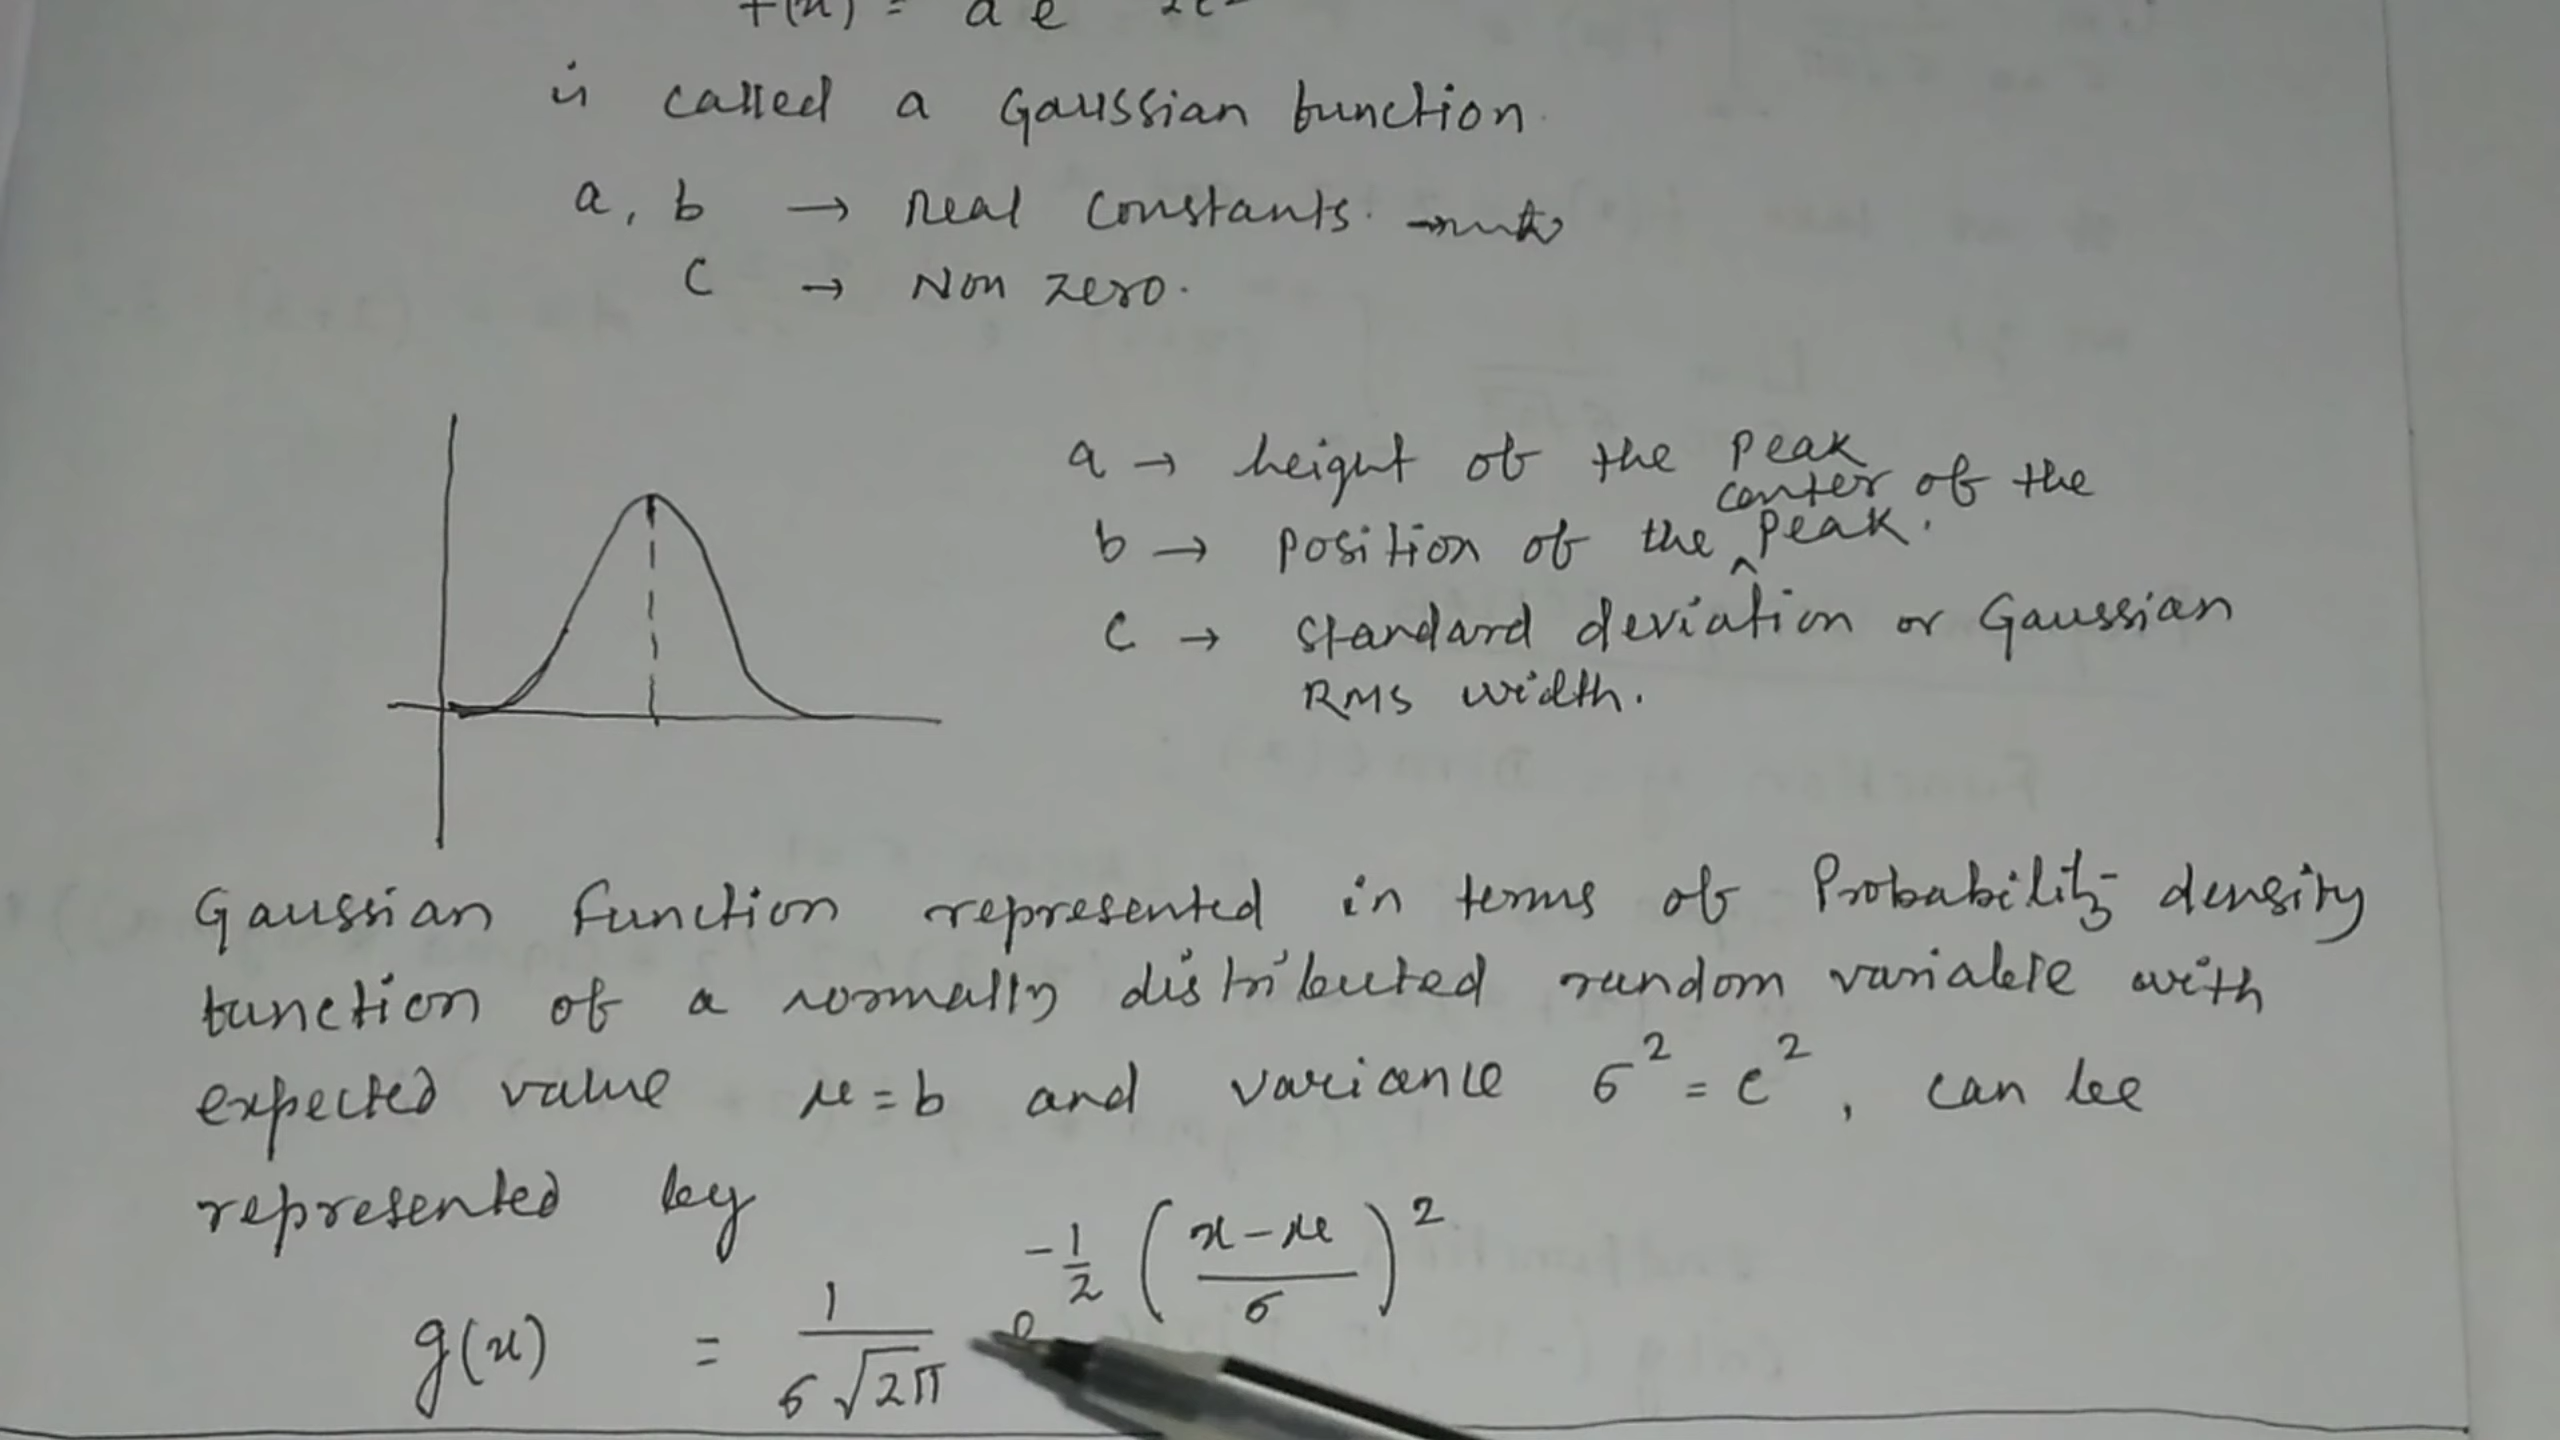 f(x) = a e 2c²
is called a Gaussian function.
a, b → Real constants.
c → Non zero.
a → height of the peak
center of the
b → position of the ^ peak.
c → standard deviation or Gaussian
RMS width.
Gaussian function represented in terms of Probability density
function of a normally distributed random variable with
expected value μ = b and variance σ² = c², can be
represented by
g(x) = 1/(σ√2π) e^(-1/2 ((x-μ)/σ)²)